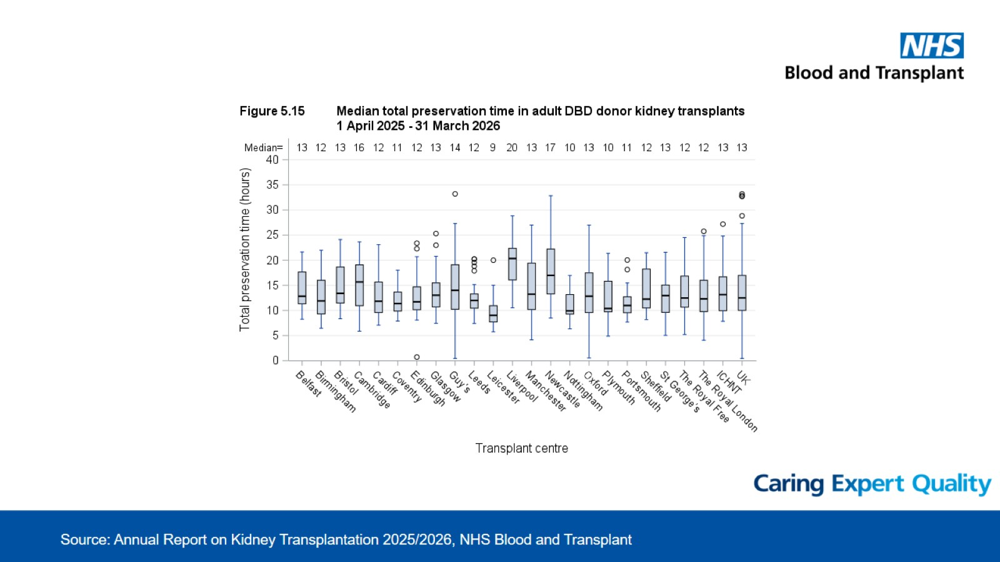 NHS
Blood and Transplant
Figure 5.15 Median total preservation time in adult DBD donor kidney transplants
1 April 2025 - 31 March 2026
Median= 13 12 13 16 12 11 12 13 14 12 9 20 13 17 10 13 10 11 12 13 12 12 13 13
40
35
30
25
20
15
10
5
0
Total preservation time (hours)
Belfast
Birmingham
Bristol
Cambridge
Cardiff
Coventry
Edinburgh
Glasgow
Guy's
Leeds
Leicester
Liverpool
Manchester
Newcastle
Nottingham
Oxford
Plymouth
Portsmouth
Sheffield
St George's
The Royal Free
The Royal London
ICHNT
UK
Transplant centre
Caring Expert Quality
Source: Annual Report on Kidney Transplantation 2025/2026, NHS Blood and Transplant